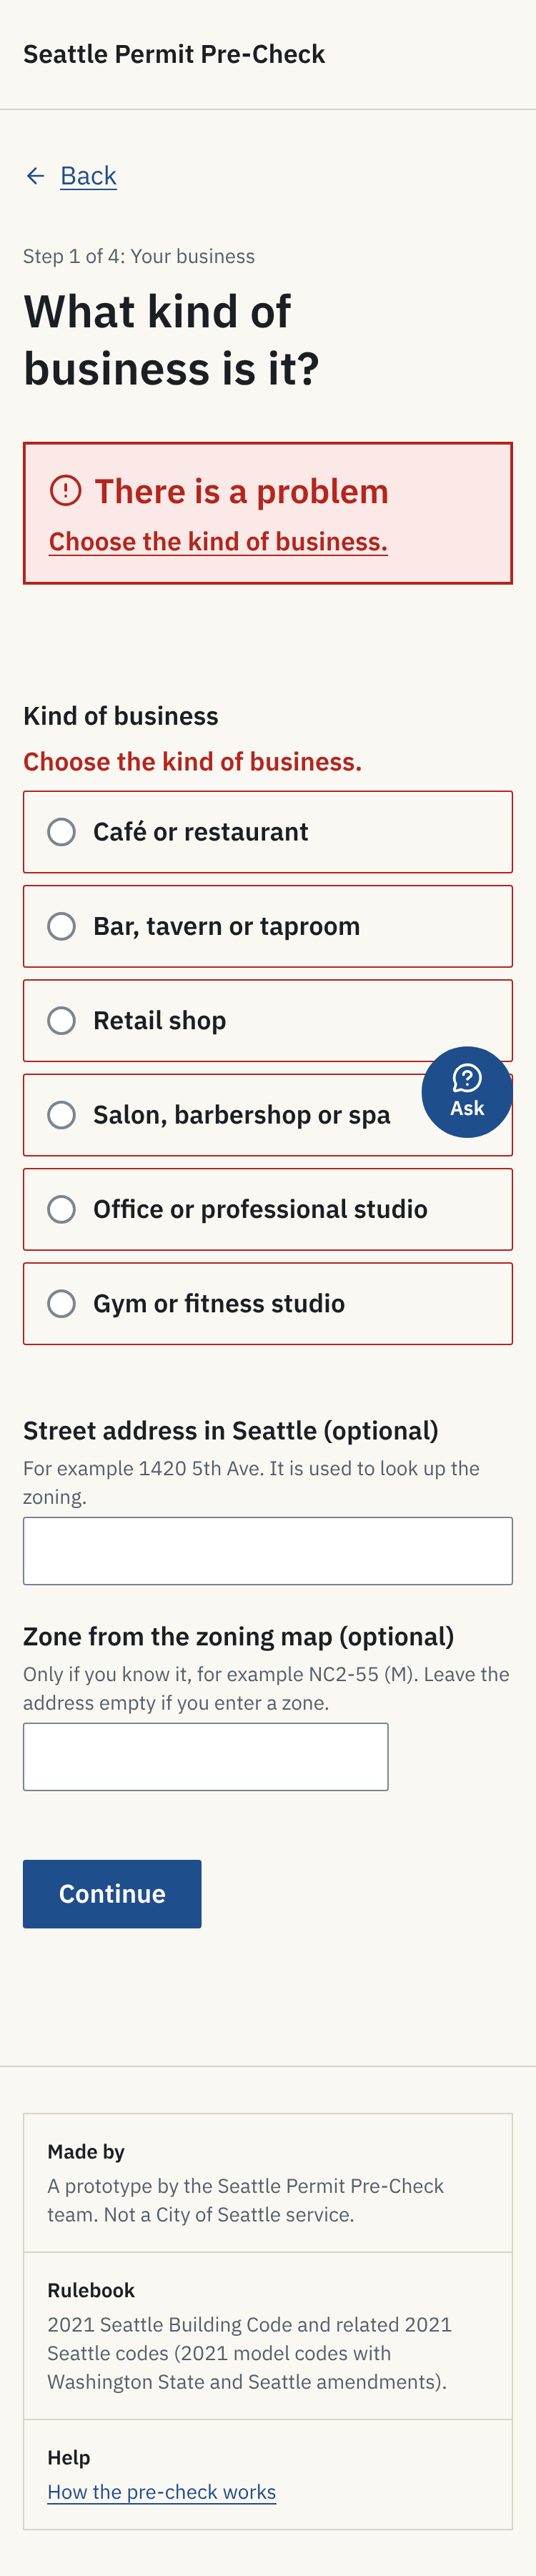 Seattle Permit Pre-Check
← Back
Step 1 of 4: Your business
What kind of
business is it?
There is a problem
Choose the kind of business.
Kind of business
Choose the kind of business.
Café or restaurant
Bar, tavern or taproom
Retail shop
Salon, barbershop or spa
Ask
Office or professional studio
Gym or fitness studio
Street address in Seattle (optional)
For example 1420 5th Ave. It is used to look up the
zoning.
Zone from the zoning map (optional)
Only if you know it, for example NC2-55 (M). Leave the
address empty if you enter a zone.
Continue
Made by
A prototype by the Seattle Permit Pre-Check
team. Not a City of Seattle service.
Rulebook
2021 Seattle Building Code and related 2021
Seattle codes (2021 model codes with
Washington State and Seattle amendments).
Help
How the pre-check works